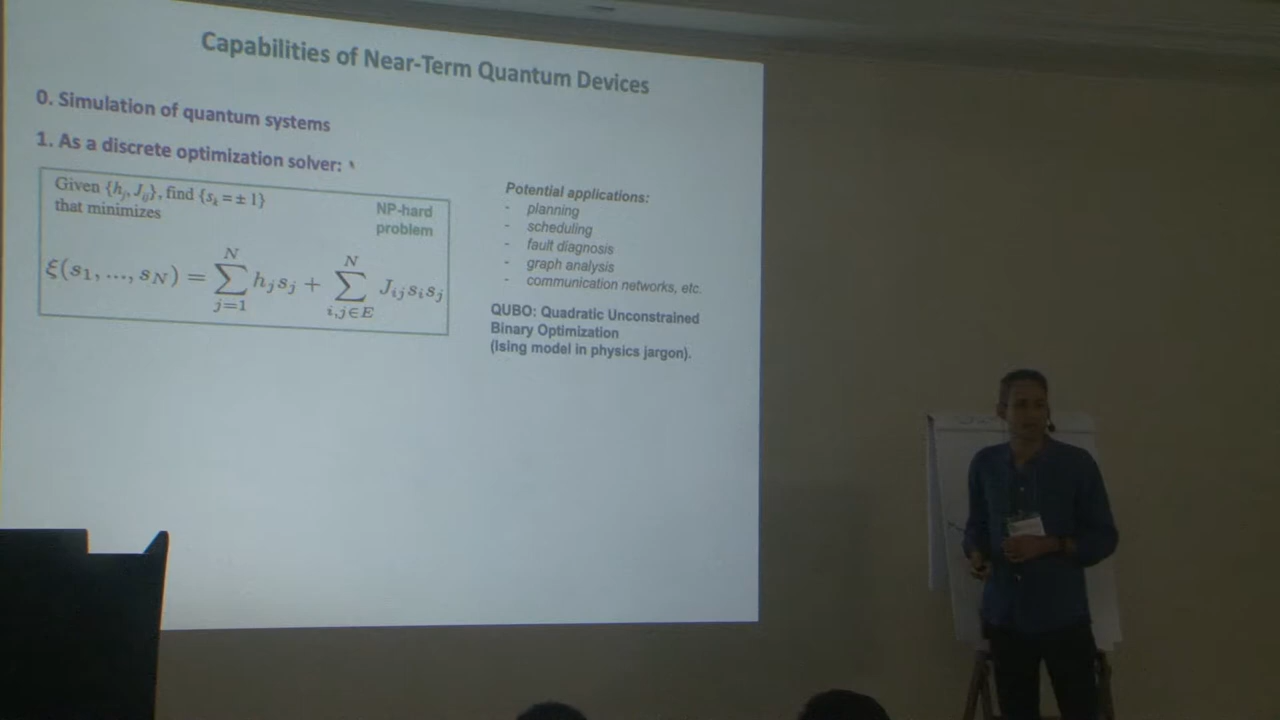 Capabilities of Near-Term Quantum Devices
0. Simulation of quantum systems
1. As a discrete optimization solver:
Given {h_j, J_ij}, find {s_k = ± 1}
that minimizes
NP-hard
problem
ξ(s_1, ..., s_N) = ∑_{j=1}^{N} h_j s_j + ∑_{i,j∈E}^{N} J_ij s_i s_j
Potential applications:
- planning
- scheduling
- fault diagnosis
- graph analysis
- communication networks, etc.
QUBO: Quadratic Unconstrained
Binary Optimization
(Ising model in physics jargon).